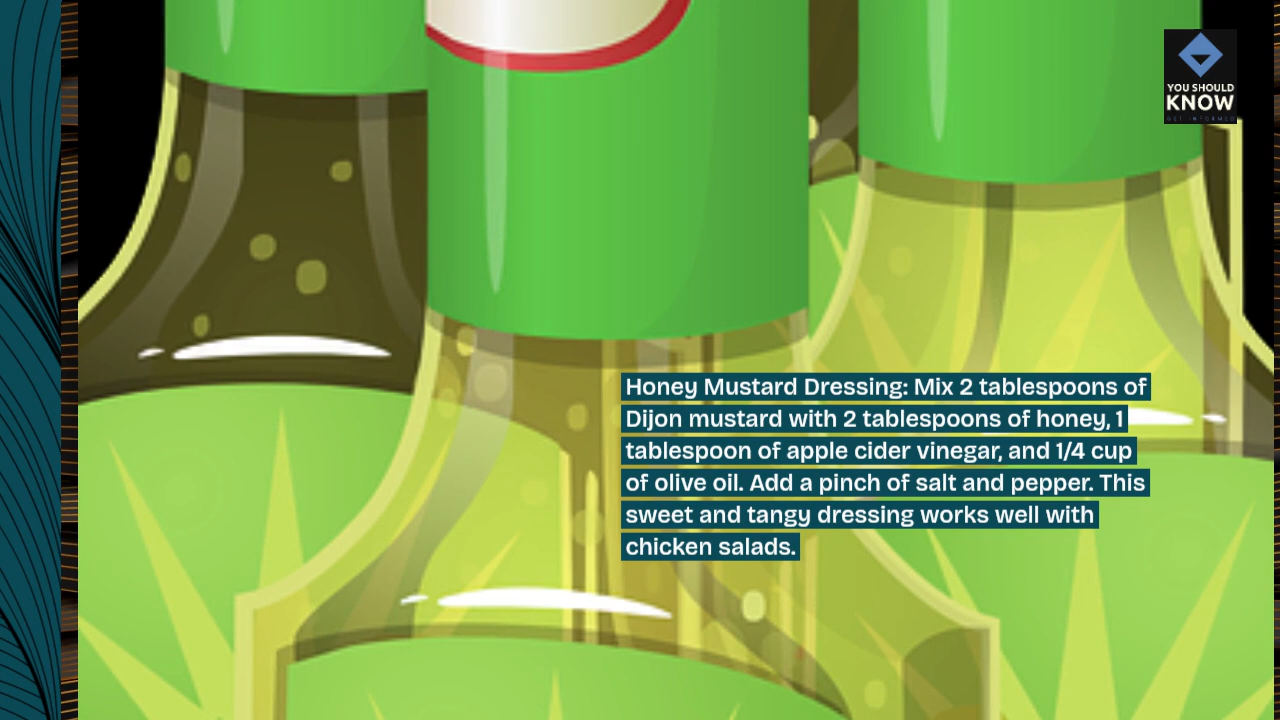 YOU SHOULD
KNOW
GET INFORMED
Honey Mustard Dressing: Mix 2 tablespoons of
Dijon mustard with 2 tablespoons of honey, 1
tablespoon of apple cider vinegar, and 1/4 cup
of olive oil. Add a pinch of salt and pepper. This
sweet and tangy dressing works well with
chicken salads.